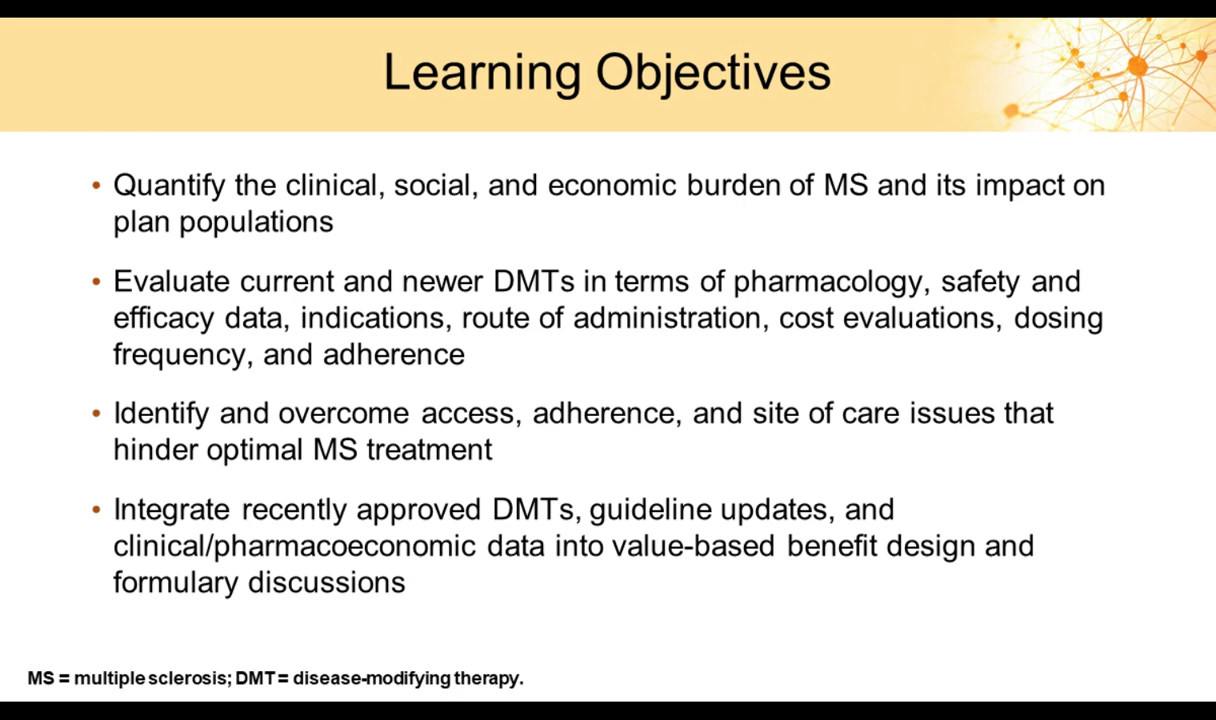 Learning Objectives
• Quantify the clinical, social, and economic burden of MS and its impact on
plan populations
• Evaluate current and newer DMTs in terms of pharmacology, safety and
efficacy data, indications, route of administration, cost evaluations, dosing
frequency, and adherence
• Identify and overcome access, adherence, and site of care issues that
hinder optimal MS treatment
• Integrate recently approved DMTs, guideline updates, and
clinical/pharmacoeconomic data into value-based benefit design and
formulary discussions
MS = multiple sclerosis; DMT = disease-modifying therapy.